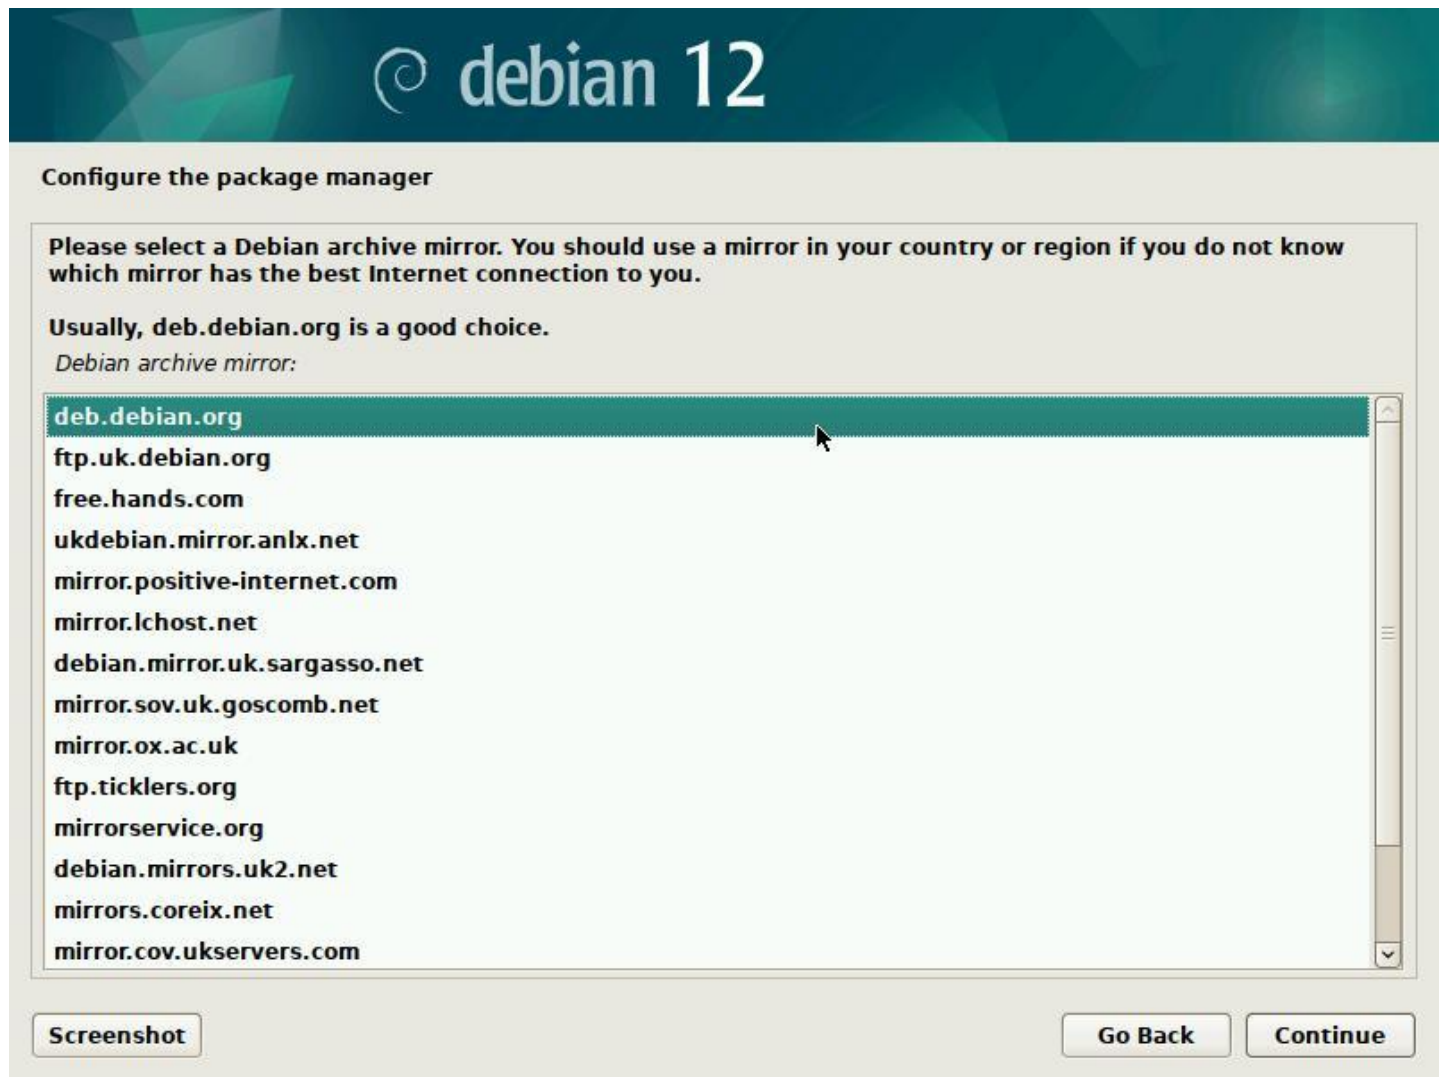 debian 12
Configure the package manager
Please select a Debian archive mirror. You should use a mirror in your country or region if you do not know
which mirror has the best Internet connection to you.
Usually, deb.debian.org is a good choice.
Debian archive mirror:
deb.debian.org
ftp.uk.debian.org
free.hands.com
ukdebian.mirror.anlx.net
mirror.positive-internet.com
mirror.lchost.net
debian.mirror.uk.sargasso.net
mirror.sov.uk.goscomb.net
mirror.ox.ac.uk
ftp.ticklers.org
mirrorservice.org
debian.mirrors.uk2.net
mirrors.coreix.net
mirror.cov.ukservers.com
Screenshot
Go Back
Continue